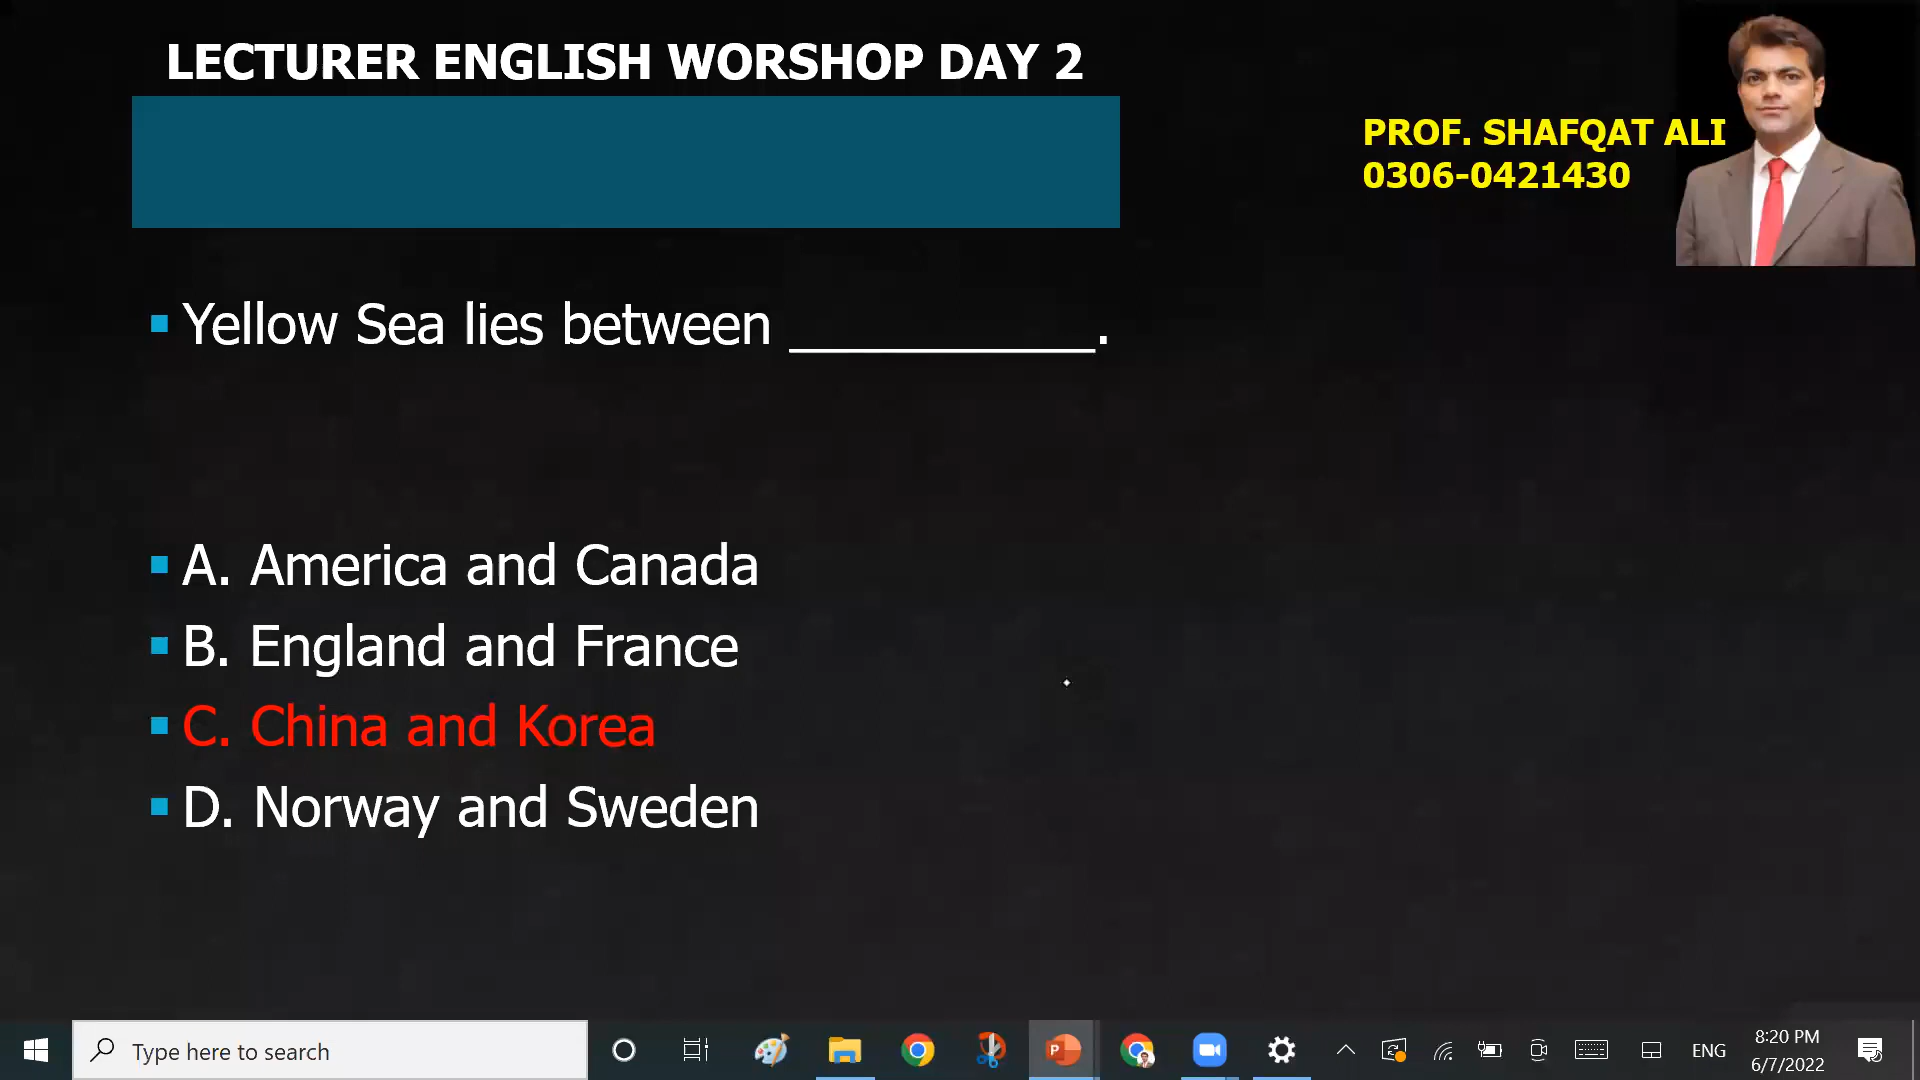 LECTURER ENGLISH WORSHOP DAY 2
PROF. SHAFQAT ALI
0306-0421430
Yellow Sea lies between ___________.
A. America and Canada
B. England and France
C. China and Korea
D. Norway and Sweden
Type here to search
ENG
8:20 PM
6/7/2022